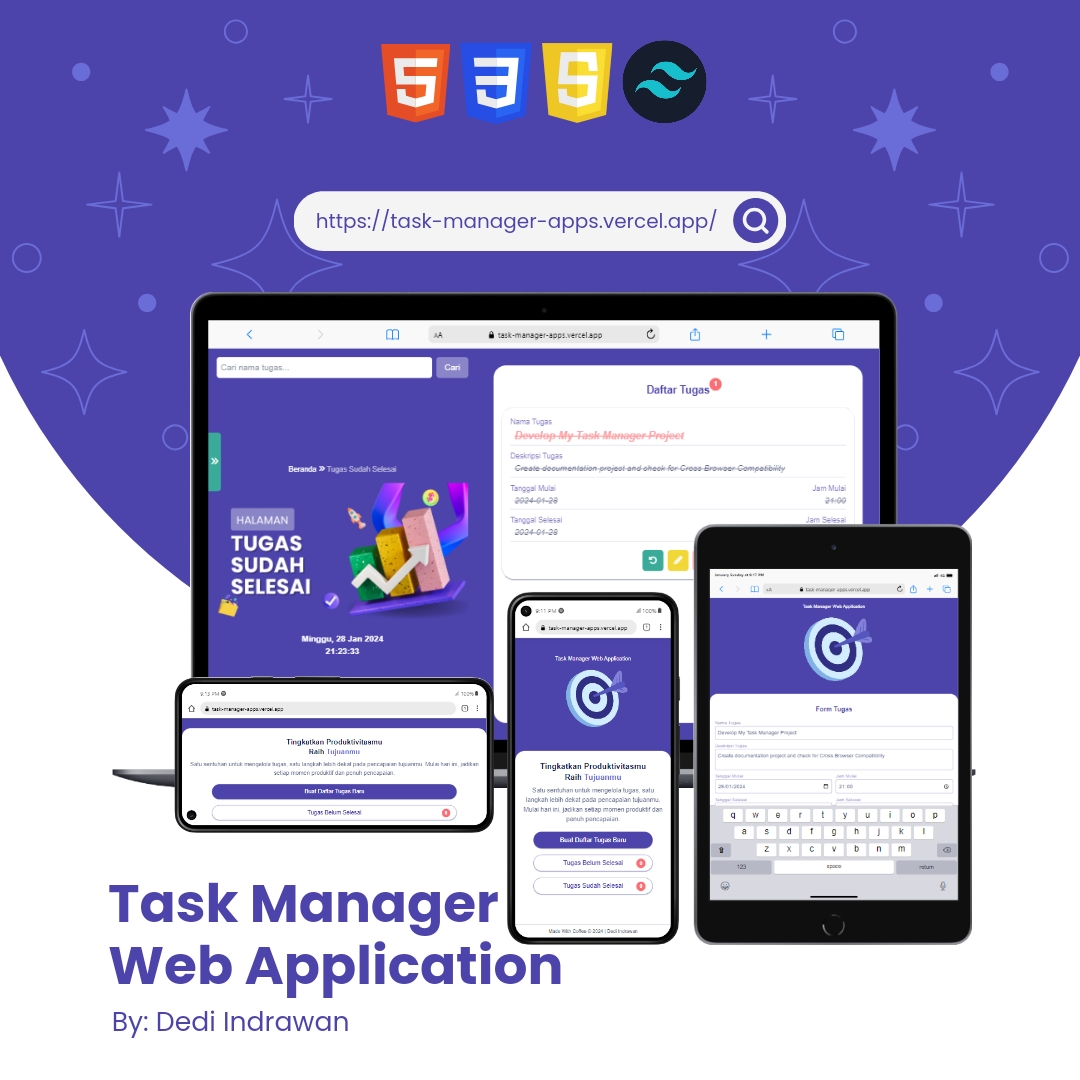 https://task-manager-apps.vercel.app/
AA task-manager-apps.vercel.app
Cari nama tugas...
Cari
Beranda » Tugas Sudah Selesai
HALAMAN
TUGAS
SUDAH
SELESAI
Minggu, 28 Jan 2024
21:23:33
Daftar Tugas 1
Nama Tugas
Develop My Task Manager Project
Deskripsi Tugas
Create documentation project and check for Cross Browser Compatibility
Tanggal Mulai Jam Mulai
2024-01-28 21:00
Tanggal Selesai Jam Selesai
2024-01-28
9:13 PM 100%
task-manager-apps.vercel.app
Tingkatkan Produktivitasmu
Raih Tujuanmu
Satu sentuhan untuk mengelola tugas, satu langkah lebih dekat pada pencapaian tujuanmu. Mulai hari ini, jadikan
setiap momen produktif dan penuh pencapaian.
Buat Daftar Tugas Baru
Tugas Belum Selesai
9:11 PM 100%
task-manager-apps.vercel.app
Task Manager Web Application
Tingkatkan Produktivitasmu
Raih Tujuanmu
Satu sentuhan untuk mengelola tugas, satu
langkah lebih dekat pada pencapaian tujuanmu.
Mulai hari ini, jadikan setiap momen produktif dan
penuh pencapaian.
Buat Daftar Tugas Baru
Tugas Belum Selesai
Tugas Sudah Selesai
Made With Coffee © 2024 | Dedi Indrawan
January Sunday at 9:17 PM 4G
AA task-manager-apps.vercel.app
Task Manager Web Application
Form Tugas
Nama Tugas
Develop My Task Manager Project
Deskripsi Tugas
Create documentation project and check for Cross Browser Compatibility
Tanggal Mulai Jam Mulai
28/01/2024 21:00
Tanggal Selesai Jam Selesai
q w e r t y u i o p
a s d f g h j k l
z x c v b n m
123 space return
Task Manager
Web Application
By: Dedi Indrawan